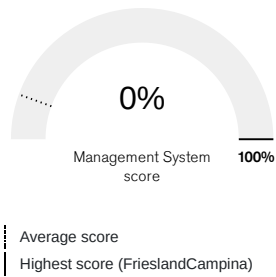 0%
Management System
score
100%
Average score
Highest score (FrieslandCampina)